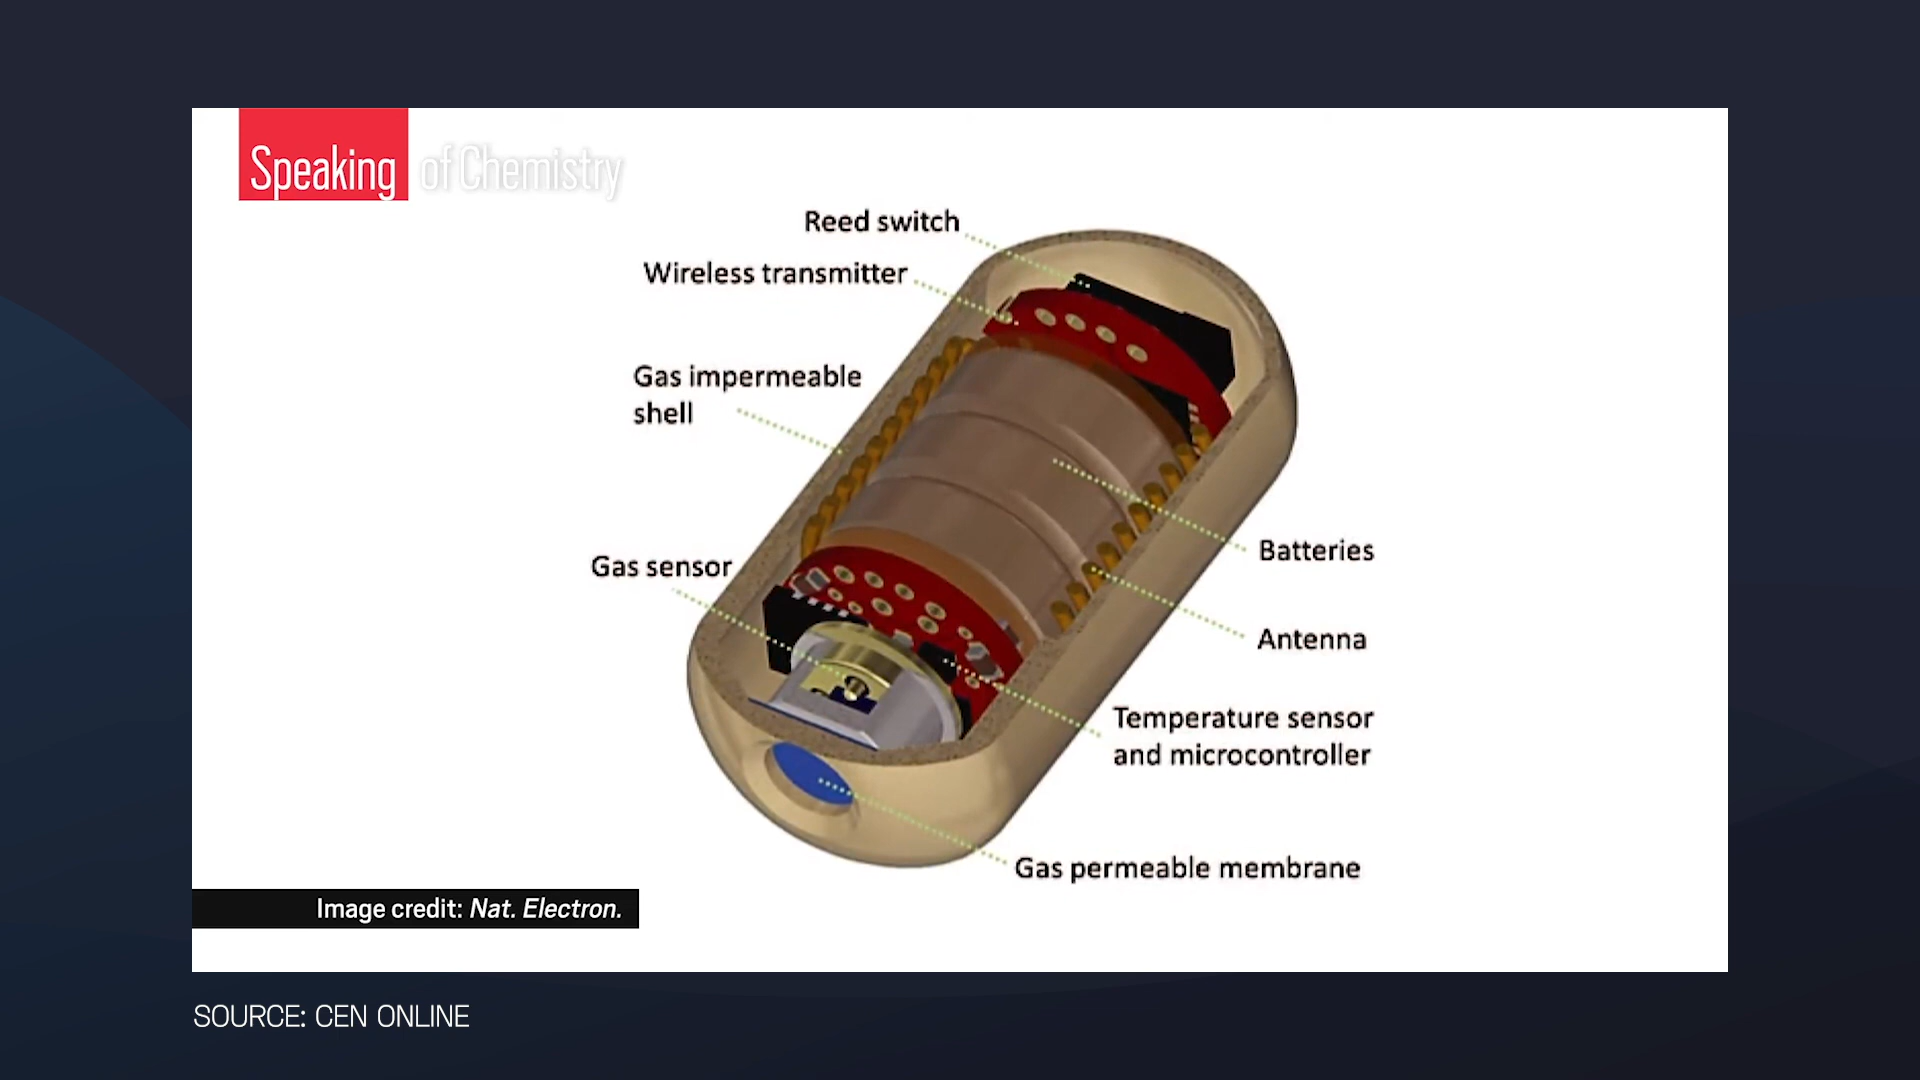 Speaking of Chemistry
Reed switch
Wireless transmitter
Gas impermeable
shell
Gas sensor
Batteries
Antenna
Temperature sensor
and microcontroller
Gas permeable membrane
Image credit: Nat. Electron.
SOURCE: CEN ONLINE